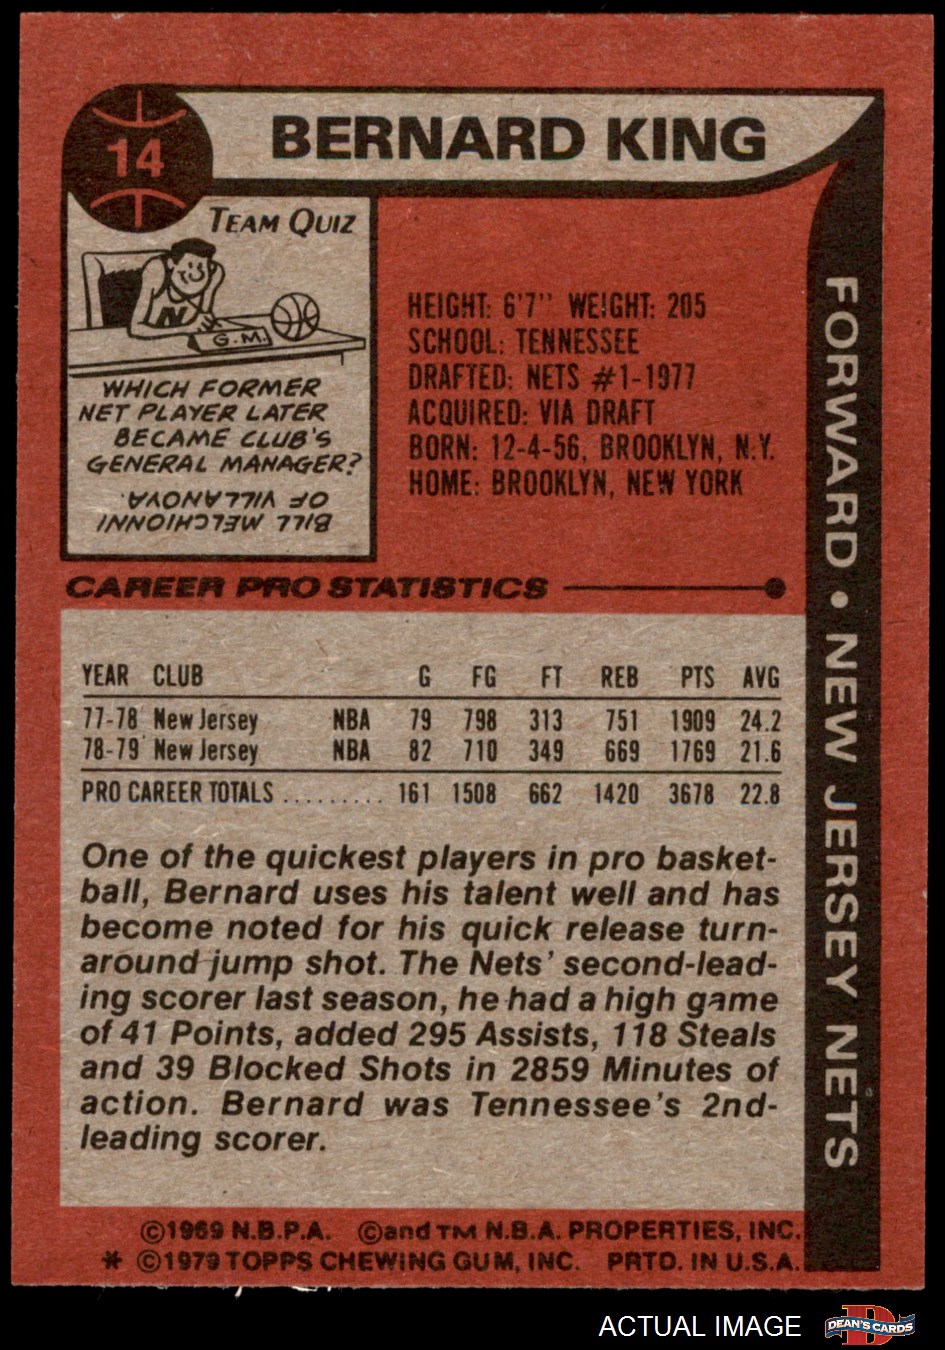 14
BERNARD KING
TEAM QUIZ
N
G.M.
WHICH FORMER
NET PLAYER LATER
BECAME CLUB'S
GENERAL MANAGER?
BILL MELCHIONNI
OF VILLANOVA
HEIGHT: 6'7'' WEIGHT: 205
SCHOOL: TENNESSEE
DRAFTED: NETS #1-1977
ACQUIRED: VIA DRAFT
BORN: 12-4-56, BROOKLYN, N.Y.
HOME: BROOKLYN, NEW YORK
FORWARD • NEW JERSEY NETS
CAREER PRO STATISTICS
YEAR CLUB G FG FT REB PTS AVG
77-78 New Jersey NBA 79 798 313 751 1909 24.2
78-79 New Jersey NBA 82 710 349 669 1769 21.6
PRO CAREER TOTALS ......... 161 1508 662 1420 3678 22.8
One of the quickest players in pro basket-
ball, Bernard uses his talent well and has
become noted for his quick release turn-
around jump shot. The Nets' second-lead-
ing scorer last season, he had a high game
of 41 Points, added 295 Assists, 118 Steals
and 39 Blocked Shots in 2859 Minutes of
action. Bernard was Tennessee's 2nd-
leading scorer.
©1969 N.B.P.A. ©and TM N.B.A. PROPERTIES, INC.
* ©1979 TOPPS CHEWING GUM, INC. PRTD. IN U.S.A.
ACTUAL IMAGE
DEAN'S CARDS